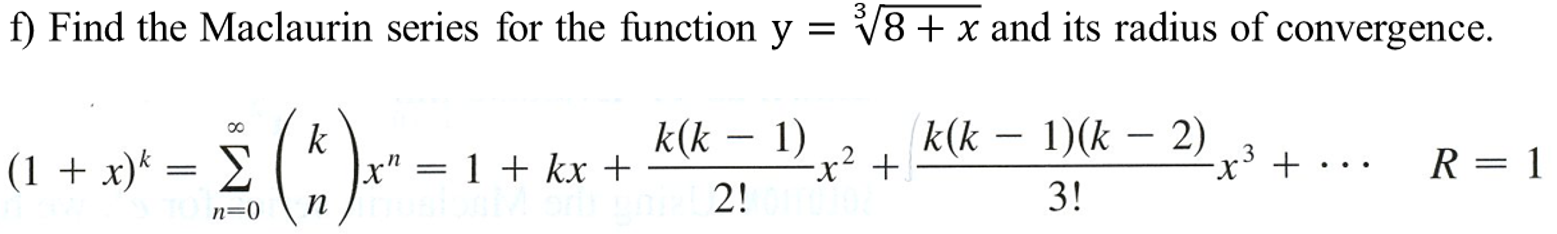 f) Find the Maclaurin series for the function y = ∛(8 + x) and its radius of convergence.
(1 + x)^k = ∑_{n=0}^{∞} (k n) x^n = 1 + kx + k(k − 1)/2! x^2 + k(k − 1)(k − 2)/3! x^3 + ⋯ R = 1